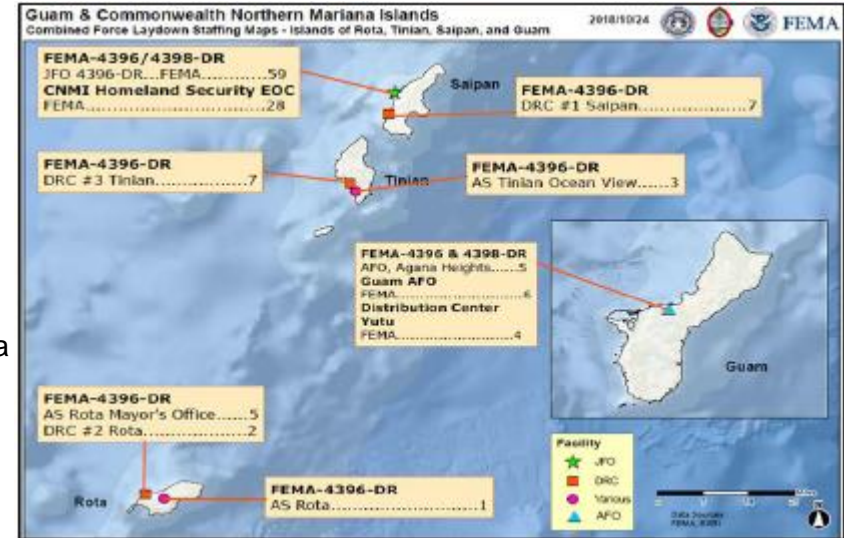 Guam & Commonwealth Northern Mariana Islands
Combined Force Laydown Staffing Maps - Islands of Rota, Tinian, Saipan, and Guam
2018/10/24
FEMA
FEMA-4396/4398-DR
JFO 4396-DR...FEMA............59
CNMI Homeland Security EOC
FEMA...........................28
Saipan
FEMA-4396-DR
DRC #1 Saipan.......................7
FEMA-4396-DR
DRC #3 Tinian..............7
Tinian
FEMA-4396-DR
AS Tinian Ocean View......3
FEMA-4396 & 4398-DR
AFO, Agana Heights......5
Guam AFO
FEMA.......................6
Distribution Center
Yutu
FEMA.....................4
Guam
a
FEMA-4396-DR
AS Rota Mayor's Office......5
DRC #2 Rota.................2
Rota
FEMA-4396-DR
AS Rota.......................1
Facility
JFO
DRC
Various
AFO
Data Sources